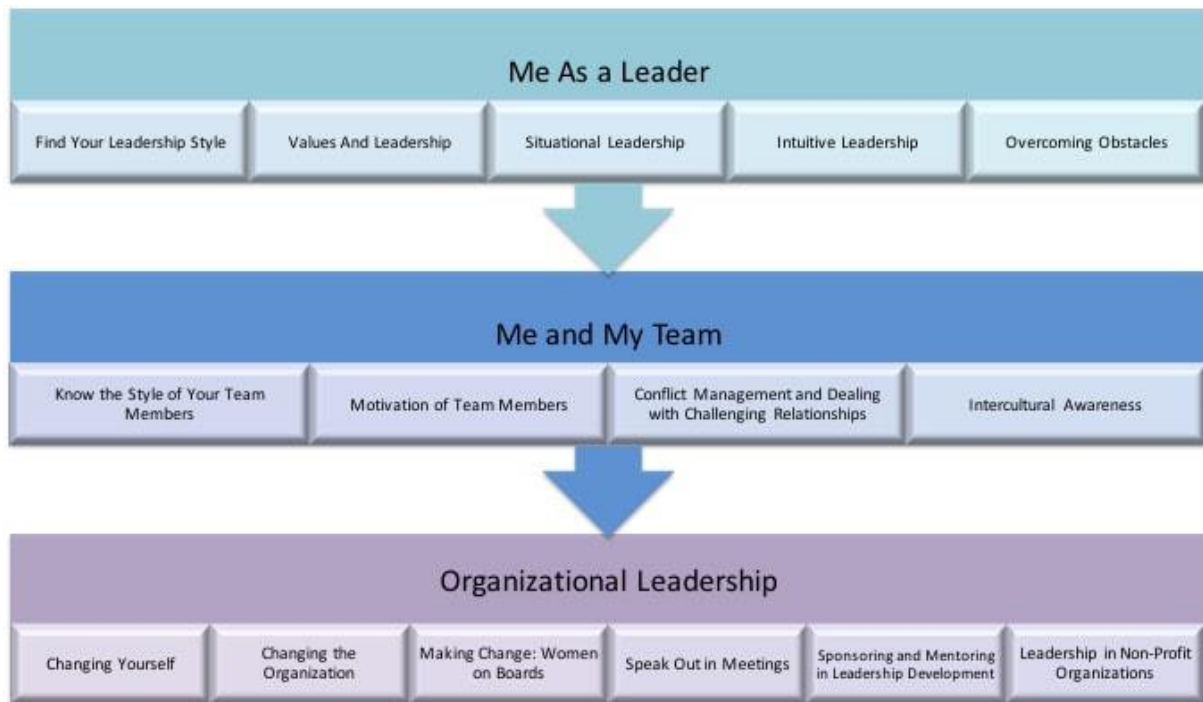 Me As a Leader
Find Your Leadership Style
Values And Leadership
Situational Leadership
Intuitive Leadership
Overcoming Obstacles
Me and My Team
Know the Style of Your Team
Members
Motivation of Team Members
Conflict Management and Dealing
with Challenging Relationships
Intercultural Awareness
Organizational Leadership
Changing Yourself
Changing the
Organization
Making Change: Women
on Boards
Speak Out in Meetings
Sponsoring and Mentoring
in Leadership Development
Leadership in Non-Profit
Organizations